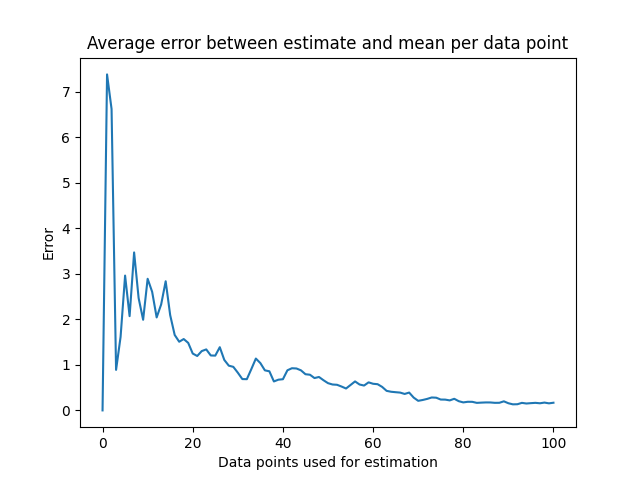 Average error between estimate and mean per data point
7
6
5
4
3
2
1
0
Error
0 20 40 60 80 100
Data points used for estimation